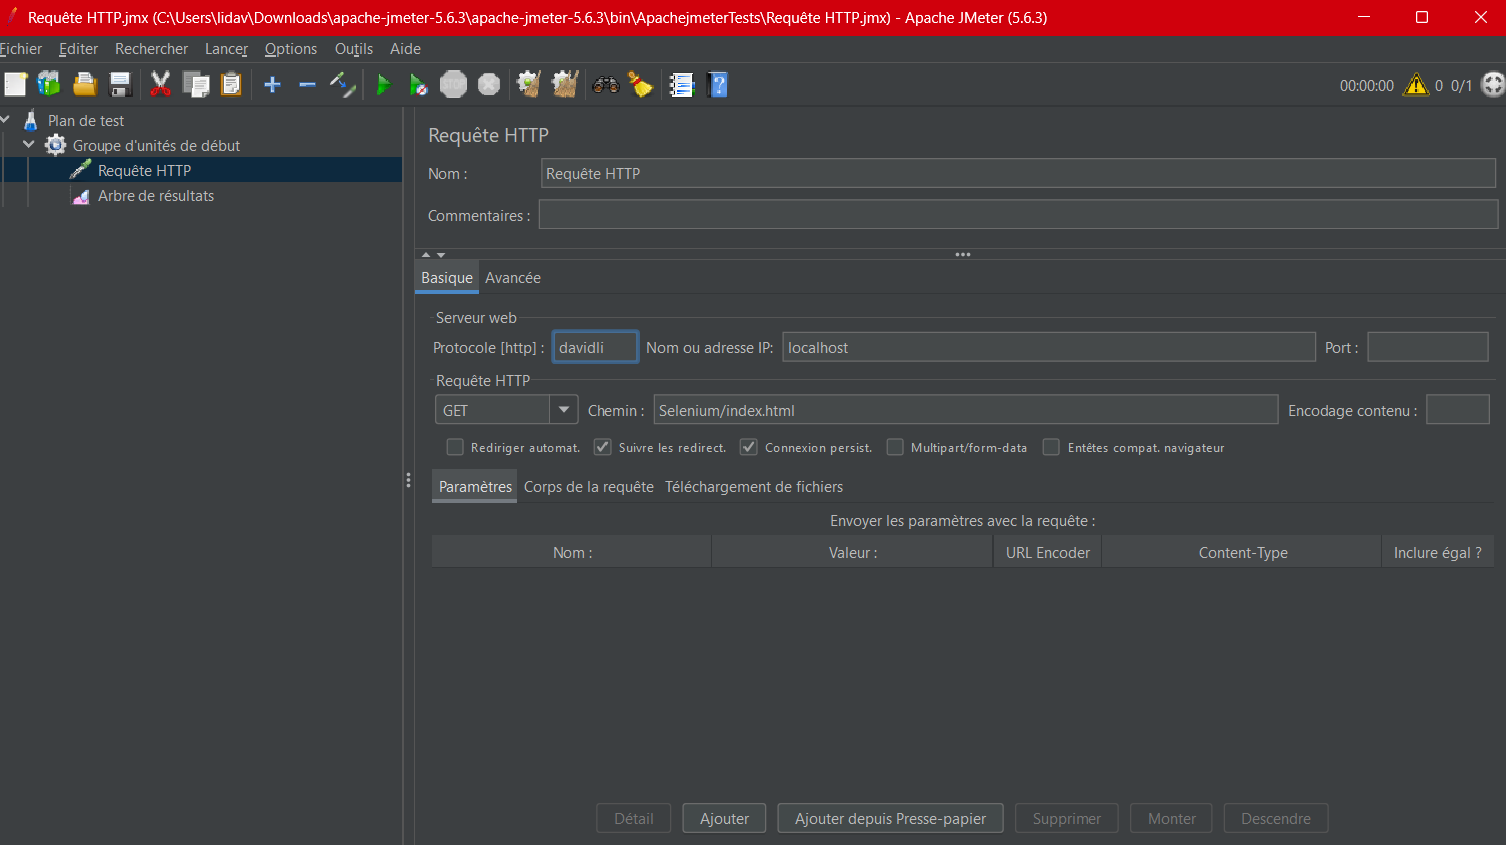 Requête HTTP.jmx (C:\Users\lidav\Downloads\apache-jmeter-5.6.3\apache-jmeter-5.6.3\bin\ApachejmeterTests\Requête HTTP.jmx) - Apache JMeter (5.6.3)
Fichier Editer Rechercher Lancer Options Outils Aide
STOP 00:00:00 0 0/1
Plan de test
Groupe d'unités de début
Requête HTTP
Arbre de résultats
Requête HTTP
Nom : Requête HTTP
Commentaires :
Basique Avancée
Serveur web
Protocole [http] : davidli Nom ou adresse IP: localhost Port :
Requête HTTP
GET Chemin : Selenium/index.html Encodage contenu :
Rediriger automat. Suivre les redirect. Connexion persist. Multipart/form-data Entêtes compat. navigateur
Paramètres Corps de la requête Téléchargement de fichiers
Envoyer les paramètres avec la requête :
Nom : Valeur : URL Encoder Content-Type Inclure égal ?
Détail Ajouter Ajouter depuis Presse-papier Supprimer Monter Descendre